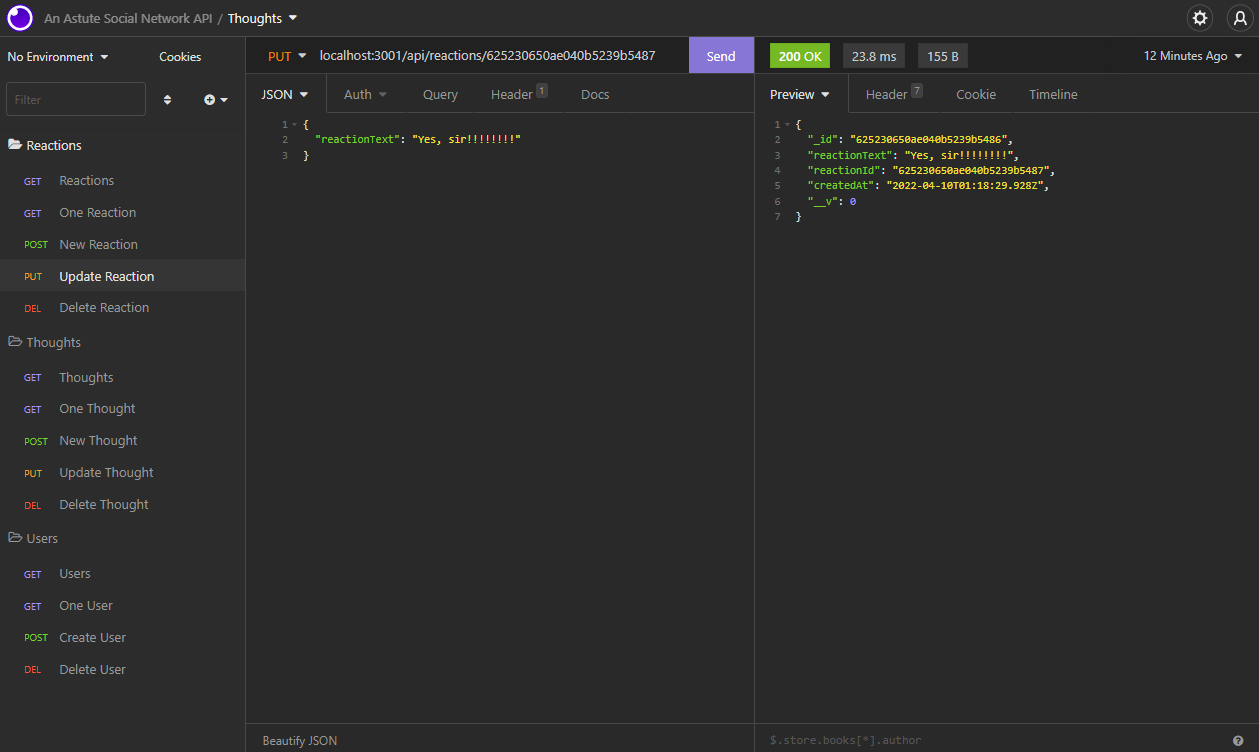 An Astute Social Network API / Thoughts
No Environment
Cookies
Filter
Reactions
GET Reactions
GET One Reaction
POST New Reaction
PUT Update Reaction
DEL Delete Reaction
Thoughts
GET Thoughts
GET One Thought
POST New Thought
PUT Update Thought
DEL Delete Thought
Users
GET Users
GET One User
POST Create User
DEL Delete User
PUT localhost:3001/api/reactions/625230650ae040b5239b5487 Send
JSON Auth Query Header 1 Docs
1 {
2 "reactionText": "Yes, sir!!!!!!!!"
3 }
Beautify JSON
200 OK 23.8 ms 155 B 12 Minutes Ago
Preview Header 7 Cookie Timeline
1 {
2 "_id": "625230650ae040b5239b5486",
3 "reactionText": "Yes, sir!!!!!!!!",
4 "reactionId": "625230650ae040b5239b5487",
5 "createdAt": "2022-04-10T01:18:29.928Z",
6 "__v": 0
7 }
$.store.books[*].author